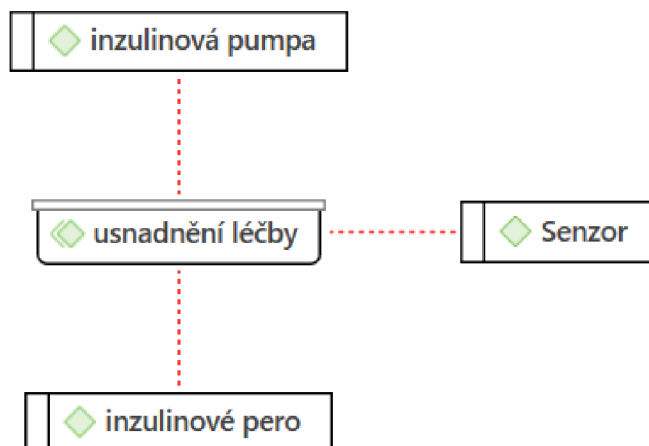 inzulinová pumpa
usnadnění léčby
Senzor
inzulinové pero